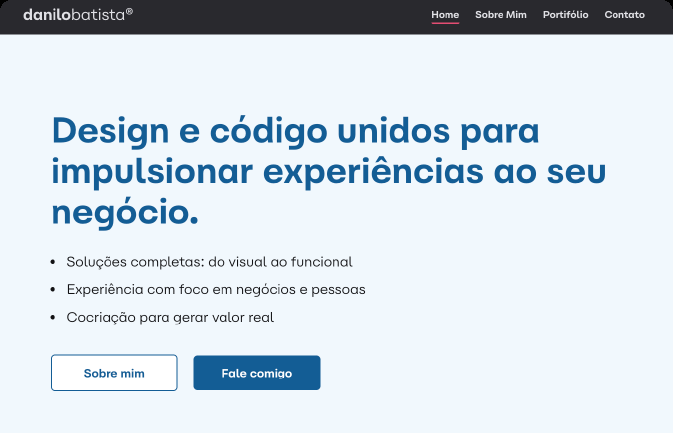 danilobatista®
Home Sobre Mim Portifólio Contato
Design e código unidos para
impulsionar experiências ao seu
negócio.
• Soluções completas: do visual ao funcional
• Experiência com foco em negócios e pessoas
• Cocriação para gerar valor real
Sobre mim Fale comigo